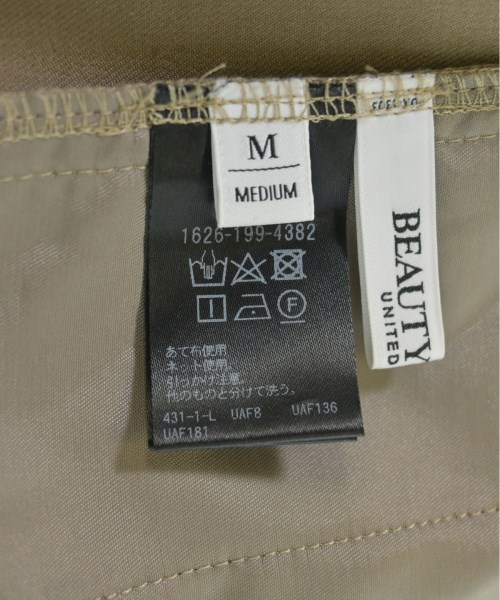 M
MEDIUM
1626-199-4382
F
あて布使用
ネット使用
引っかけ注意
他のものと分けて洗う。
431-1-L UAF8 UAF136
UAF181
BEAUTY
UNITED